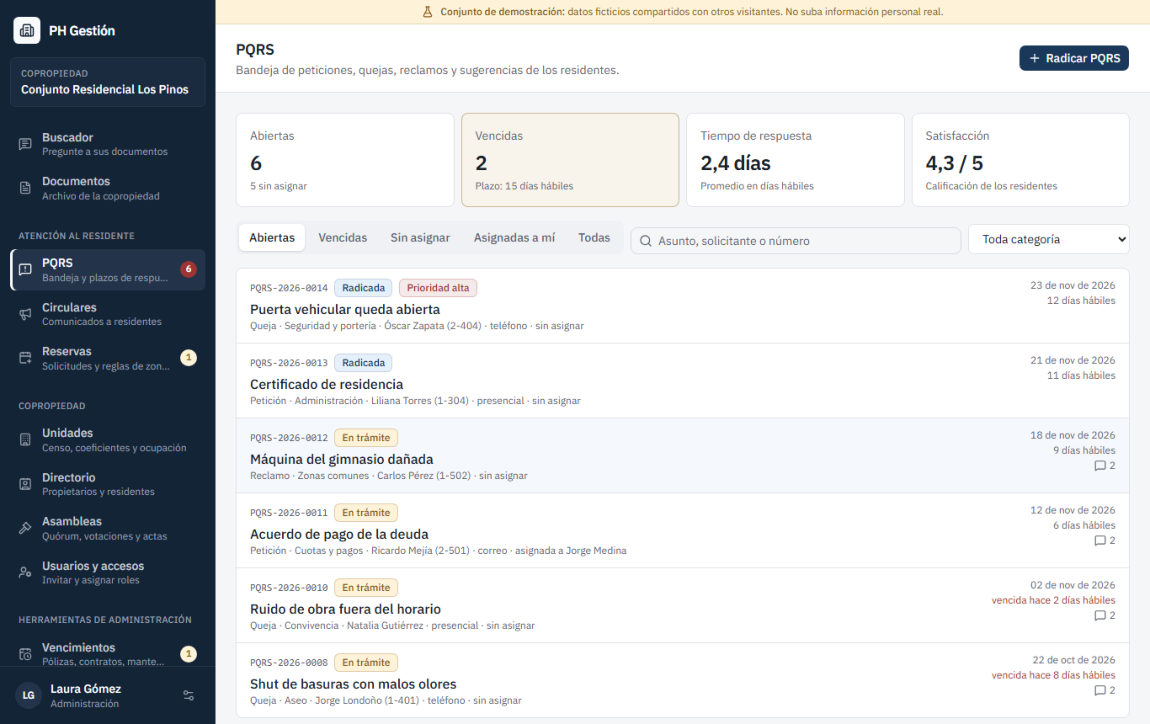 PH Gestión
COPROPIEDAD
Conjunto Residencial Los Pinos
Buscador
Pregunte a sus documentos
Documentos
Archivo de la copropiedad
ATENCIÓN AL RESIDENTE
PQRS
Bandeja y plazos de respu...
6
Circulares
Comunicados a residentes
Reservas
Solicitudes y reglas de zon...
1
COPROPIEDAD
Unidades
Censo, coeficientes y ocupación
Directorio
Propietarios y residentes
Asambleas
Quórum, votaciones y actas
Usuarios y accesos
Invitar y asignar roles
HERRAMIENTAS DE ADMINISTRACIÓN
Vencimientos
Pólizas, contratos, mante...
1
LG
Laura Gómez
Administración
Conjunto de demostración: datos ficticios compartidos con otros visitantes. No suba información personal real.
PQRS
Bandeja de peticiones, quejas, reclamos y sugerencias de los residentes.
+ Radicar PQRS
Abiertas
6
5 sin asignar
Vencidas
2
Plazo: 15 días hábiles
Tiempo de respuesta
2,4 días
Promedio en días hábiles
Satisfacción
4,3 / 5
Calificación de los residentes
Abiertas Vencidas Sin asignar Asignadas a mí Todas
Asunto, solicitante o número
Toda categoría
PQRS-2026-0014 Radicada Prioridad alta
Puerta vehicular queda abierta
Queja · Seguridad y portería · Óscar Zapata (2-404) · teléfono · sin asignar
23 de nov de 2026
12 días hábiles
PQRS-2026-0013 Radicada
Certificado de residencia
Petición · Administración · Liliana Torres (1-304) · presencial · sin asignar
21 de nov de 2026
11 días hábiles
PQRS-2026-0012 En trámite
Máquina del gimnasio dañada
Reclamo · Zonas comunes · Carlos Pérez (1-502) · sin asignar
18 de nov de 2026
9 días hábiles
2
PQRS-2026-0011 En trámite
Acuerdo de pago de la deuda
Petición · Cuotas y pagos · Ricardo Mejía (2-501) · correo · asignada a Jorge Medina
12 de nov de 2026
6 días hábiles
2
PQRS-2026-0010 En trámite
Ruido de obra fuera del horario
Queja · Convivencia · Natalia Gutiérrez · presencial · sin asignar
02 de nov de 2026
vencida hace 2 días hábiles
2
PQRS-2026-0008 En trámite
Shut de basuras con malos olores
Queja · Aseo · Jorge Londoño (1-401) · teléfono · sin asignar
22 de oct de 2026
vencida hace 8 días hábiles
2